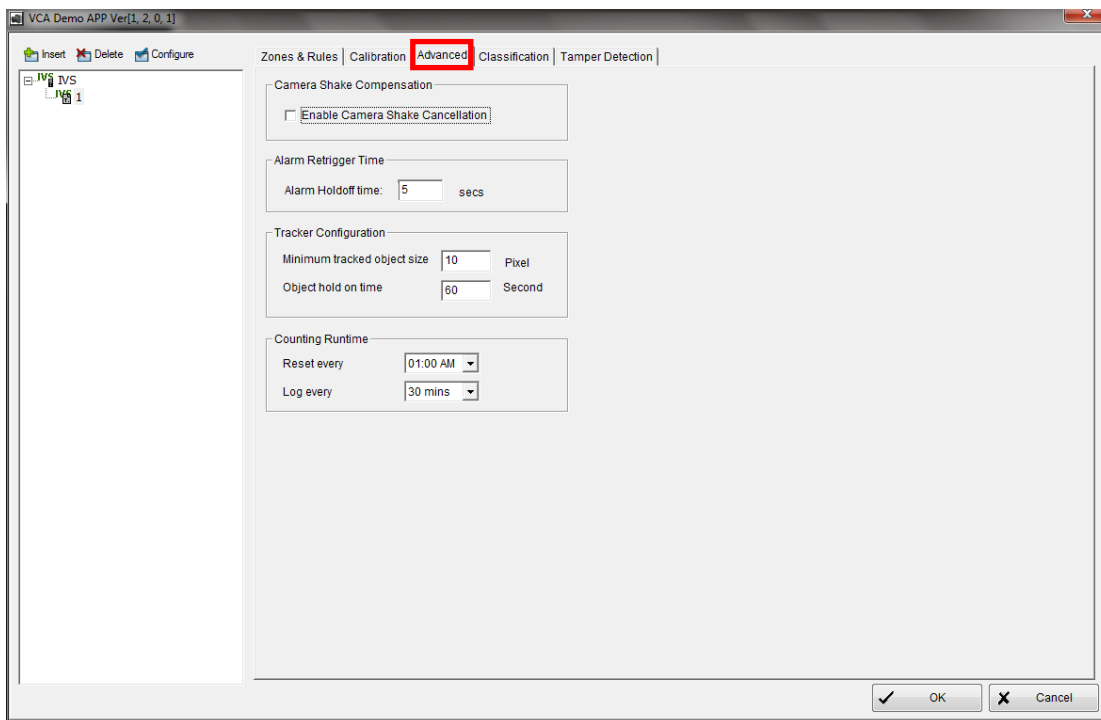 VCA Demo APP Ver[1, 2, 0, 1]
Insert Delete Configure
IVS IVS
IVS 1
Zones & Rules Calibration Advanced Classification Tamper Detection
Camera Shake Compensation
Enable Camera Shake Cancellation
Alarm Retrigger Time
Alarm Holdoff time: 5 secs
Tracker Configuration
Minimum tracked object size 10 Pixel
Object hold on time 60 Second
Counting Runtime
Reset every 01:00 AM
Log every 30 mins
OK Cancel